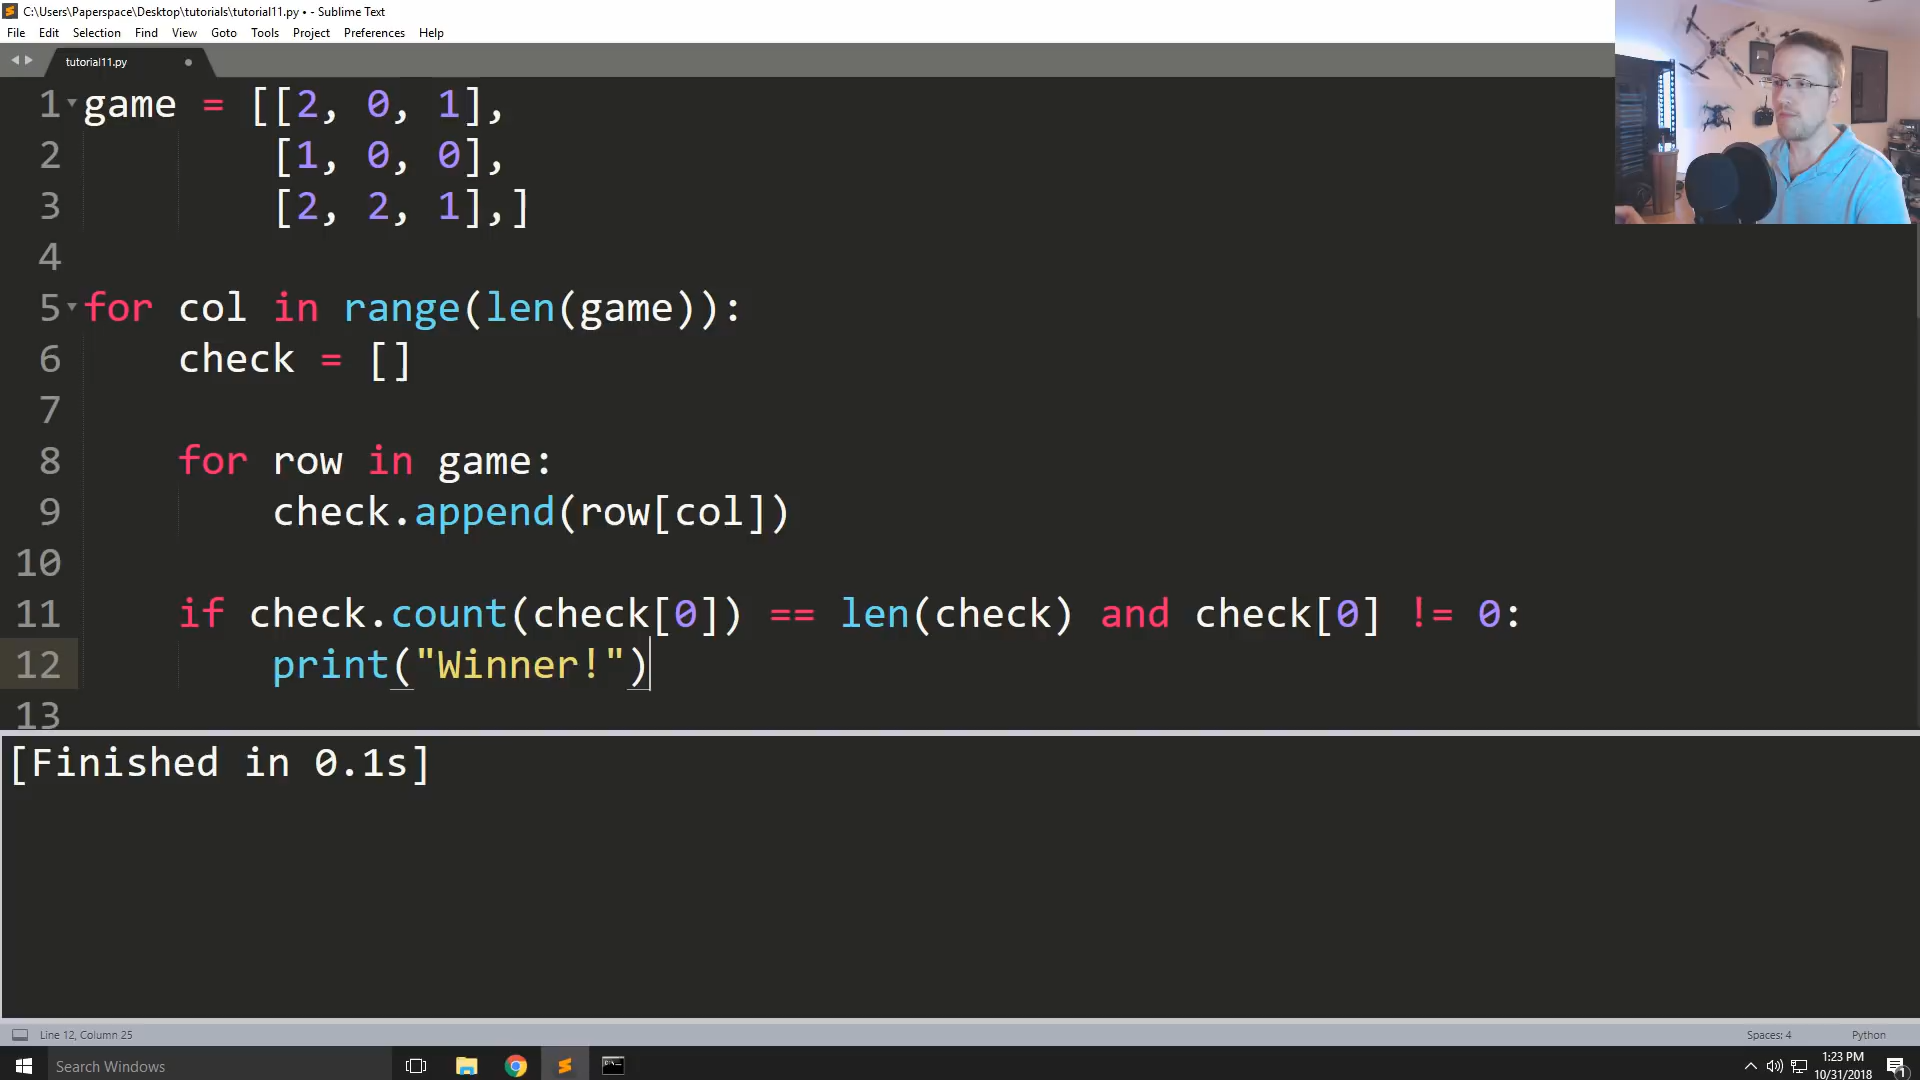 C:\Users\Paperspace\Desktop\tutorials\tutorial11.py • - Sublime Text
File Edit Selection Find View Goto Tools Project Preferences Help
tutorial11.py
1 game = [[2, 0, 1],
2 [1, 0, 0],
3 [2, 2, 1],]
4
5 for col in range(len(game)):
6 check = []
7
8 for row in game:
9 check.append(row[col])
10
11 if check.count(check[0]) == len(check) and check[0] != 0:
12 print("Winner!")
13
[Finished in 0.1s]
Line 12, Column 25
Spaces: 4
Python
Search Windows
1:23 PM
10/31/2018
1